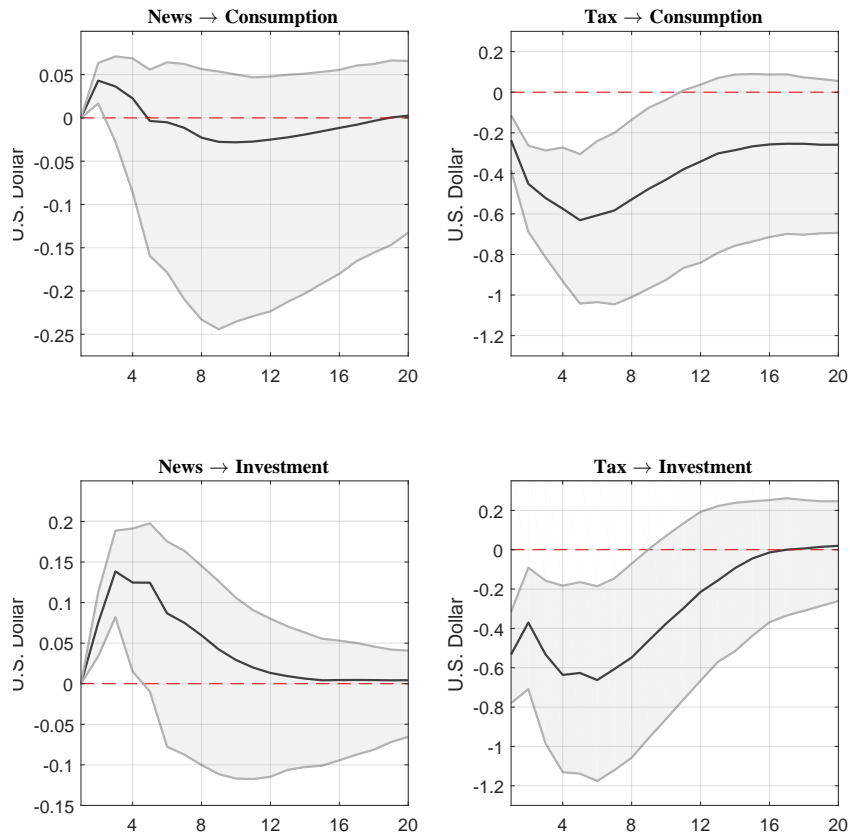 News → Consumption
0.05
0
-0.05
-0.1
-0.15
-0.2
-0.25
U.S. Dollar
4 8 12 16 20
Tax → Consumption
0.2
0
-0.2
-0.4
-0.6
-0.8
-1
-1.2
U.S. Dollar
4 8 12 16 20
News → Investment
0.2
0.15
0.1
0.05
0
-0.05
-0.1
-0.15
U.S. Dollar
4 8 12 16 20
Tax → Investment
0.2
0
-0.2
-0.4
-0.6
-0.8
-1
-1.2
U.S. Dollar
4 8 12 16 20